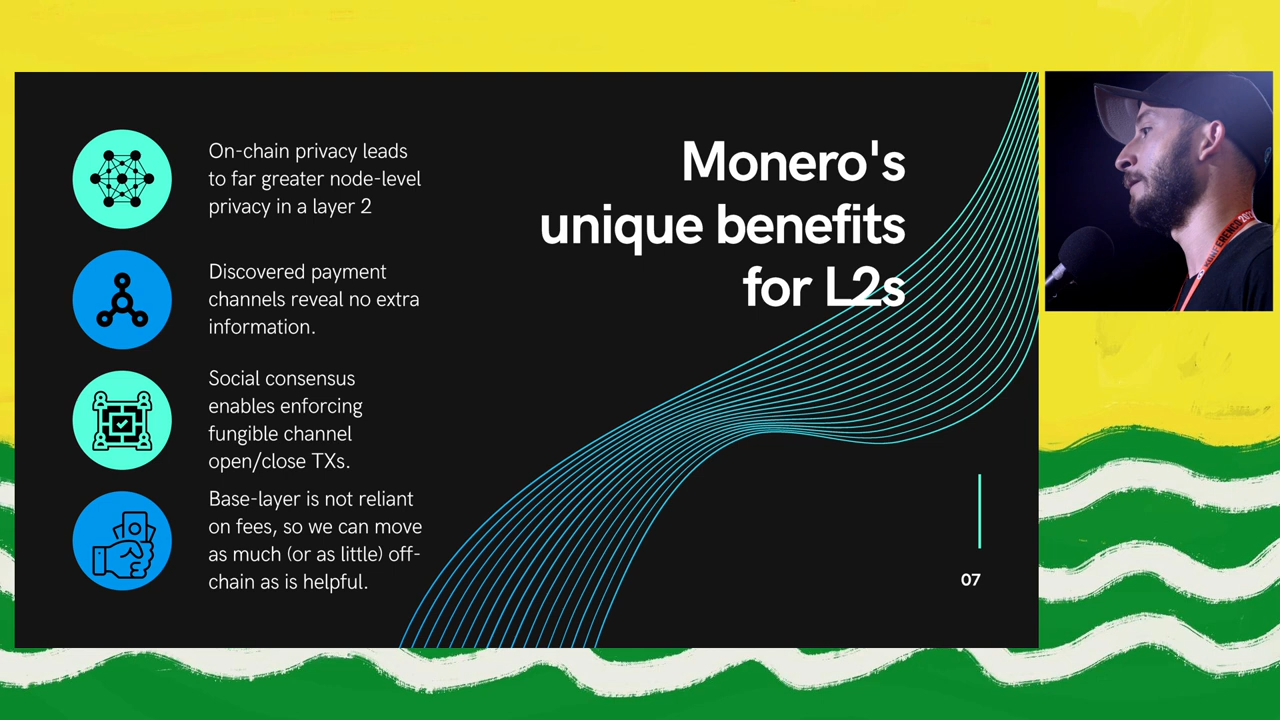 On-chain privacy leads
to far greater node-level
privacy in a layer 2
Discovered payment
channels reveal no extra
information.
Social consensus
enables enforcing
fungible channel
open/close TXs.
Base-layer is not reliant
on fees, so we can move
as much (or as little) off-
chain as is helpful.
Monero's
unique benefits
for L2s
07